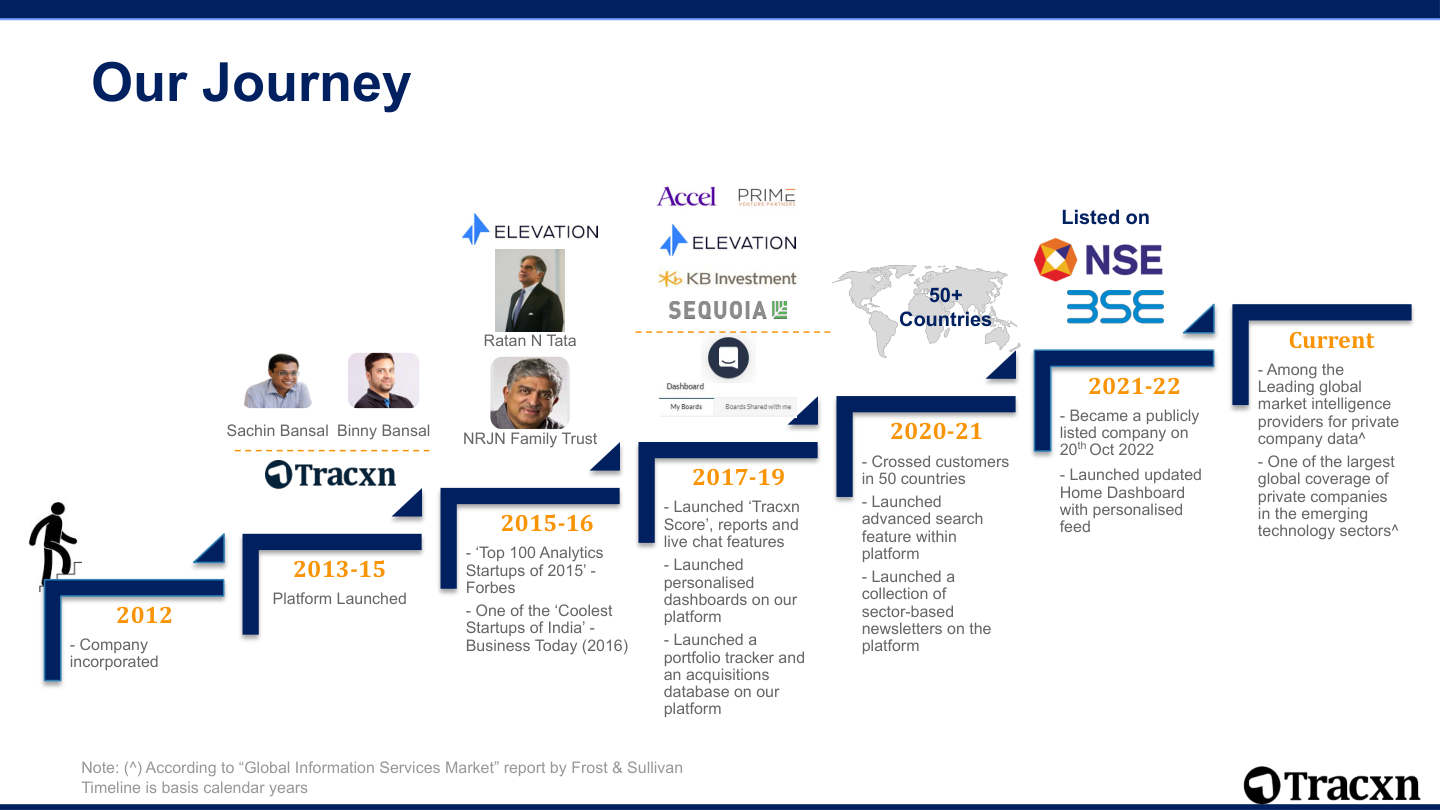 Our Journey
2012
- Company
incorporated
Sachin Bansal Binny Bansal
Tracxn
2013-15
Platform Launched
ELEVATION
Ratan N Tata
NRJN Family Trust
2015-16
- ‘Top 100 Analytics
Startups of 2015’ -
Forbes
- One of the ‘Coolest
Startups of India’ -
Business Today (2016)
Accel PRIME
VENTURE PARTNERS
ELEVATION
KB Investment
SEQUOIA
Dashboard
My Boards Boards Shared with me
2017-19
- Launched ‘Tracxn
Score’, reports and
live chat features
- Launched
personalised
dashboards on our
platform
- Launched a
portfolio tracker and
an acquisitions
database on our
platform
50+
Countries
2020-21
- Crossed customers
in 50 countries
- Launched
advanced search
feature within
platform
- Launched a
collection of
sector-based
newsletters on the
platform
Listed on
NSE
BSE
2021-22
- Became a publicly
listed company on
20th Oct 2022
- Launched updated
Home Dashboard
with personalised
feed
Current
- Among the
Leading global
market intelligence
providers for private
company data^
- One of the largest
global coverage of
private companies
in the emerging
technology sectors^
Note: (^) According to “Global Information Services Market” report by Frost & Sullivan
Timeline is basis calendar years
Tracxn